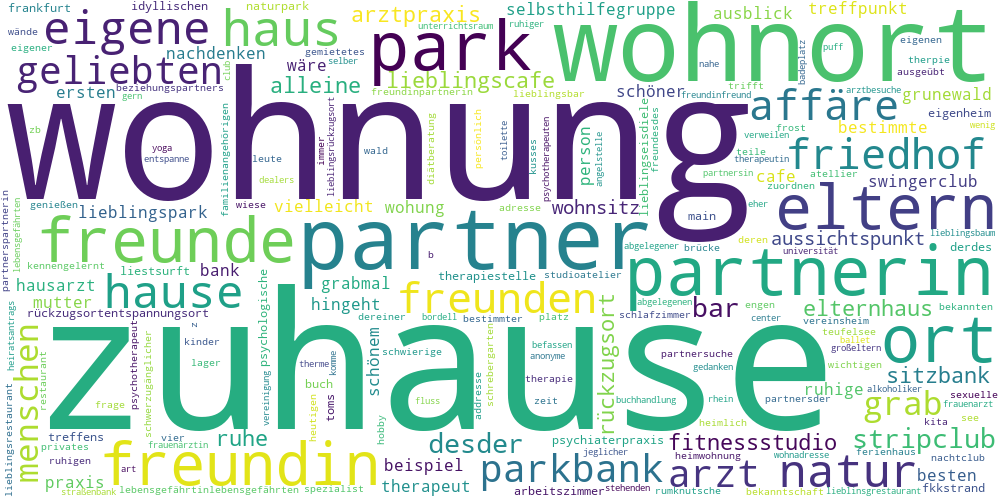 frankfurt
idyllischen
naturpark
arztpraxis
unterrichtsraum
ruhiger
selbsthilfegruppe
ausblick
treffpunkt
wände
eigene
haus
park
wohnort
eigener
nachdenken
gemietetes
selber
eigenen
therpie
puff
badeplatz
nahe
geliebten
beziehungspartners
club
wäre
lieblingscafe
schöner
ausgeübt
ersten
gern
alleine
freundinpartnerin
lieblingsbar
trifft
freundinfreund
arztbesuche
grunewald
wohnung
affäre
eigenheim
zb
familienangehörigen
leute
immer
lieblingsrückzugsort
wald
diätberatung
persönlich
toilette
kusses
psychotherapeuten
person
angelstelle
lieblingseisdiele
freundesdes
frost
bestimmte
wenig
verweilen
yoga
entspanne
dealers
teile
therapeutin
friedhof
partnersin
atellier
cafe
zuordnen
eher
swingerclub
genießen
lieblingspark
wiese
vielleicht
wohung
adresse
wohnsitz
main
deren
eltern
partnerspartnerin
lebensgefährten
freunde
partner
abgelegener
brücke
universität
aussichtspunkt
lieblingsbaum
derdes
kennengelernt
liestsurft
bank
b
therapiestelle
studioatelier
partnerin
hausarzt
hause
grabmal
freunden
abgelegenen
engen
bekannten
mutter
hingeht
schlafzimmer
bar
elternhaus
rückzugsortentspannungsort
dereiner
bordell
bestimmter
platz
center
vereinsheim
heiratsantrags
menschen
restaurant
psychotherapeut
schwerzugänglicher
z
kinder
vereinigung
psychologische
therme
komme
schönem
zuhause
schwierige
schrebergarten
befassen
anonyme
rückzugsort
partnersuche
gedanken
teufelsee
ballet
großeltern
ort
lager
buch
therapie
ruhige
wichtigen
sitzbank
frage
toms
fluss
addresse
zeit
buchhandlung
rhein
partnersder
alkoholiker
sexuelle
lieblingsrestaurant
treffens
vier
ruhe
heutigen
hobby
desder
jeglicher
heimlich
grab
kita
frauenarzt
see
privates
frauenärztin
psychiaterpraxis
fitnessstudio
stripclub
ruhigen
art
freundin
beispiel
parkbank
heimwohnung
wohnadresse
ferienhaus
nachtclub
arzt
natur
besten
straßenbank
lebensgefährtinlebensgefährten
spezialist
therapeut
arbeitszimmer
stehenden
rumknutsche
bekanntschaft
lieblingsrestaurant
fkkstrand